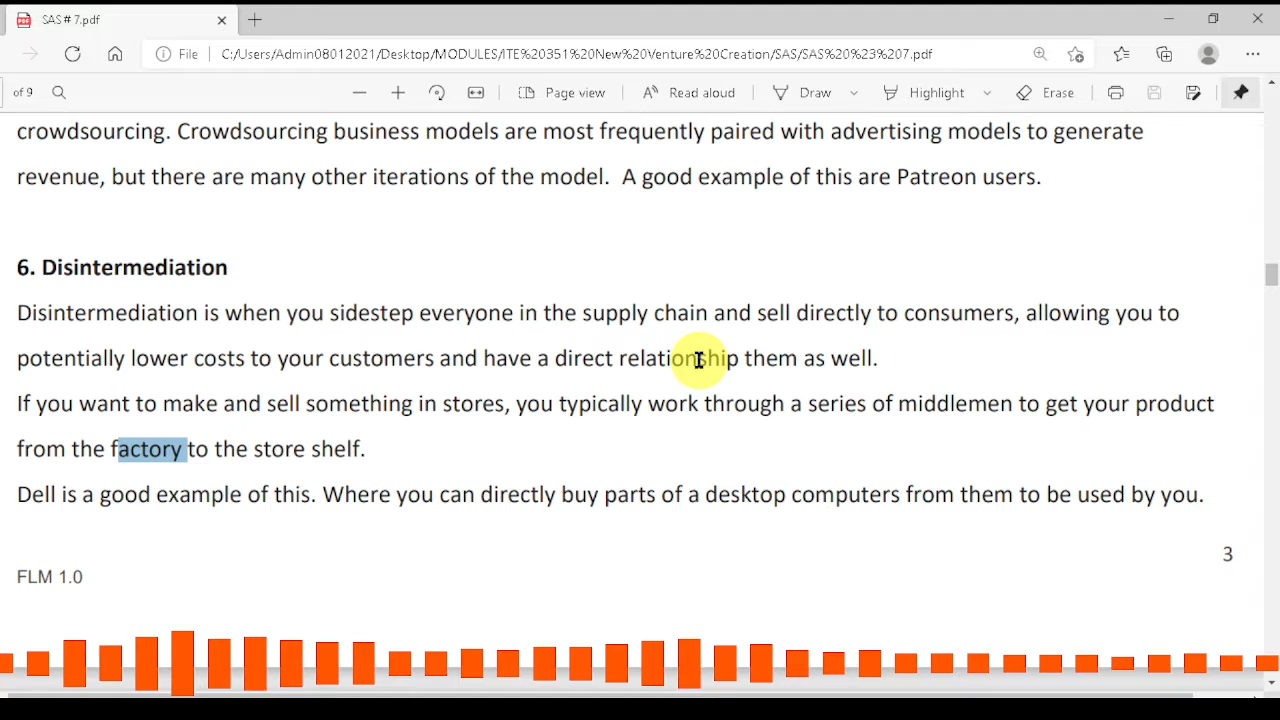 SAS # 7.pdf
File
C:/Users/Admin08012021/Desktop/MODULES/ITE%20351%20New%20Venture%20Creation/SAS/SAS%20%23%207.pdf
of 9
Page view
Read aloud
Draw
Highlight
Erase
crowdsourcing. Crowdsourcing business models are most frequently paired with advertising models to generate
revenue, but there are many other iterations of the model. A good example of this are Patreon users.
6. Disintermediation
Disintermediation is when you sidestep everyone in the supply chain and sell directly to consumers, allowing you to
potentially lower costs to your customers and have a direct relationship them as well.
If you want to make and sell something in stores, you typically work through a series of middlemen to get your product
from the factory to the store shelf.
Dell is a good example of this. Where you can directly buy parts of a desktop computers from them to be used by you.
3
FLM 1.0